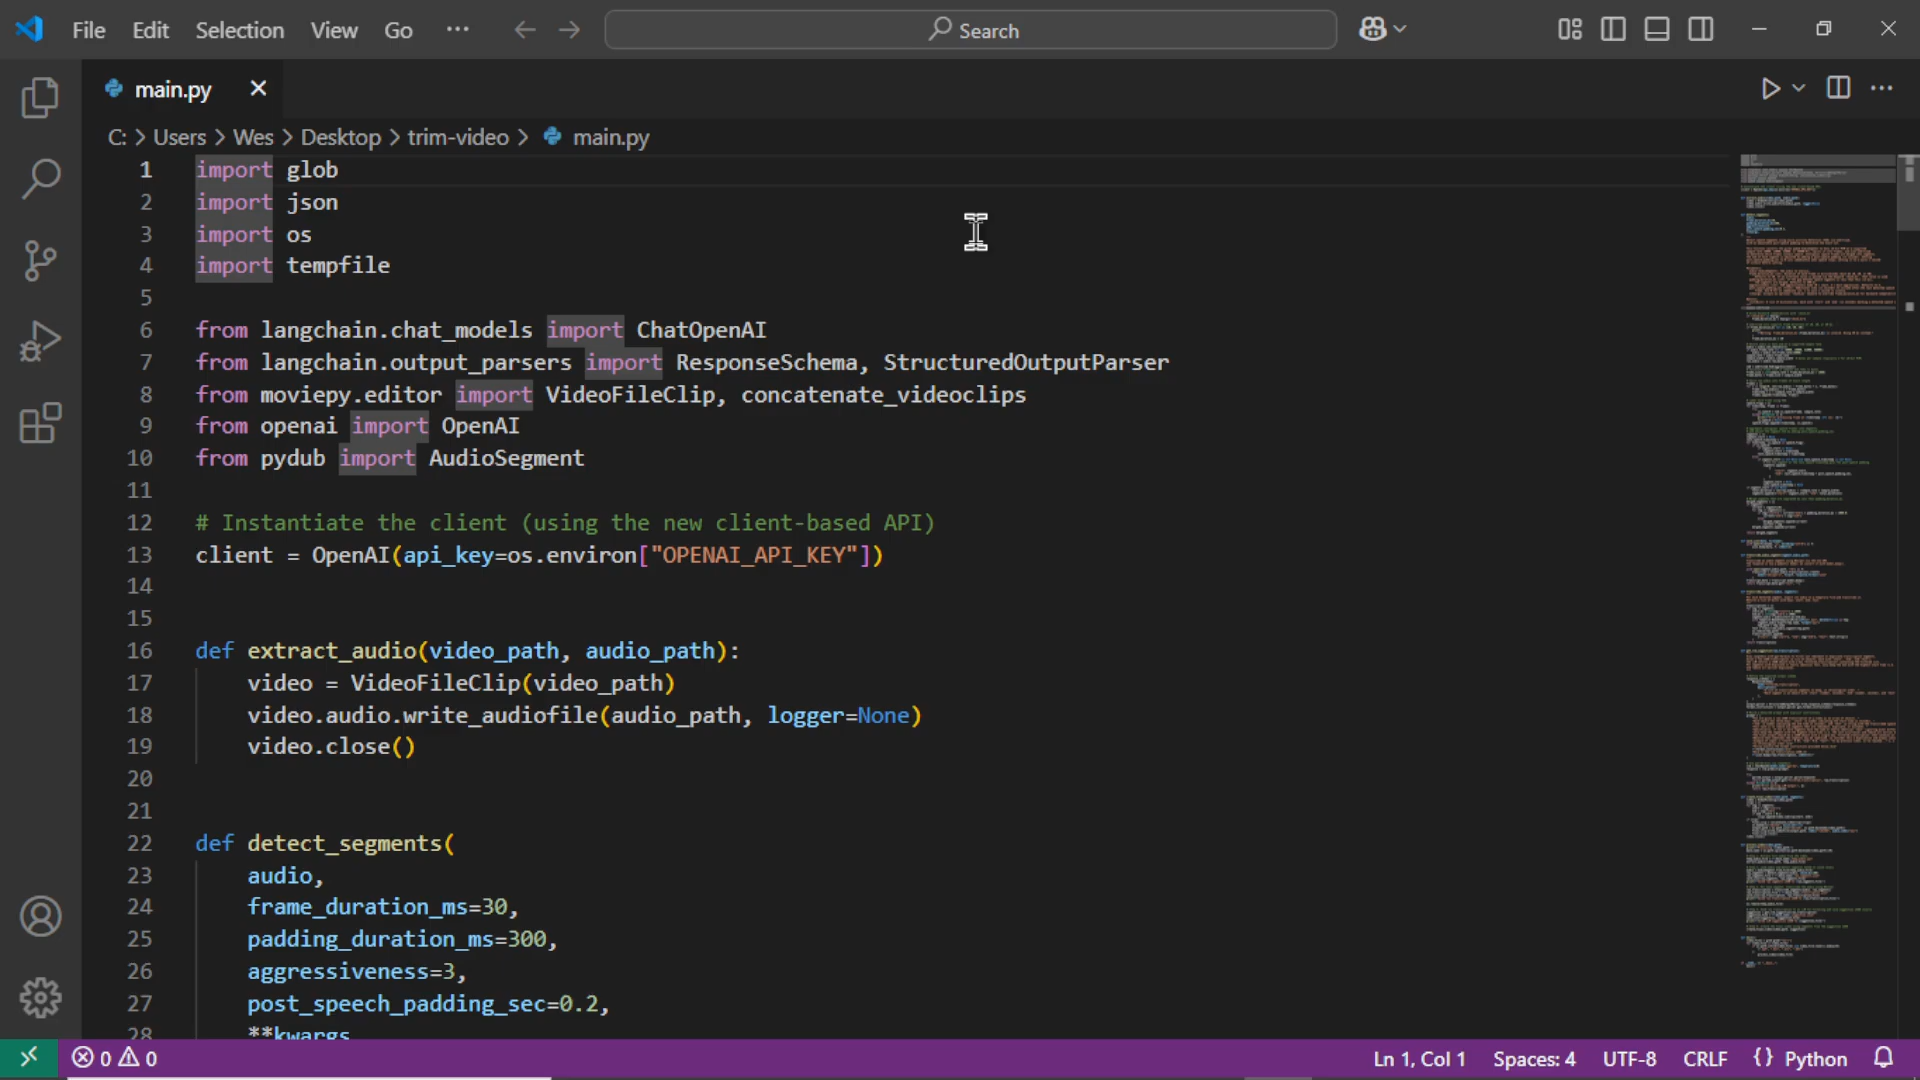 File Edit Selection View Go ··· Search
main.py
C: > Users > Wes > Desktop > trim-video > main.py
1 import glob
2 import json
3 import os
4 import tempfile
5
6 from langchain.chat_models import ChatOpenAI
7 from langchain.output_parsers import ResponseSchema, StructuredOutputParser
8 from moviepy.editor import VideoFileClip, concatenate_videoclips
9 from openai import OpenAI
10 from pydub import AudioSegment
11
12 # Instantiate the client (using the new client-based API)
13 client = OpenAI(api_key=os.environ["OPENAI_API_KEY"])
14
15
16 def extract_audio(video_path, audio_path):
17 video = VideoFileClip(video_path)
18 video.audio.write_audiofile(audio_path, logger=None)
19 video.close()
20
21
22 def detect_segments(
23 audio,
24 frame_duration_ms=30,
25 padding_duration_ms=300,
26 aggressiveness=3,
27 post_speech_padding_sec=0.2,
28 **kwargs
0 0 Ln 1, Col 1 Spaces: 4 UTF-8 CRLF {} Python